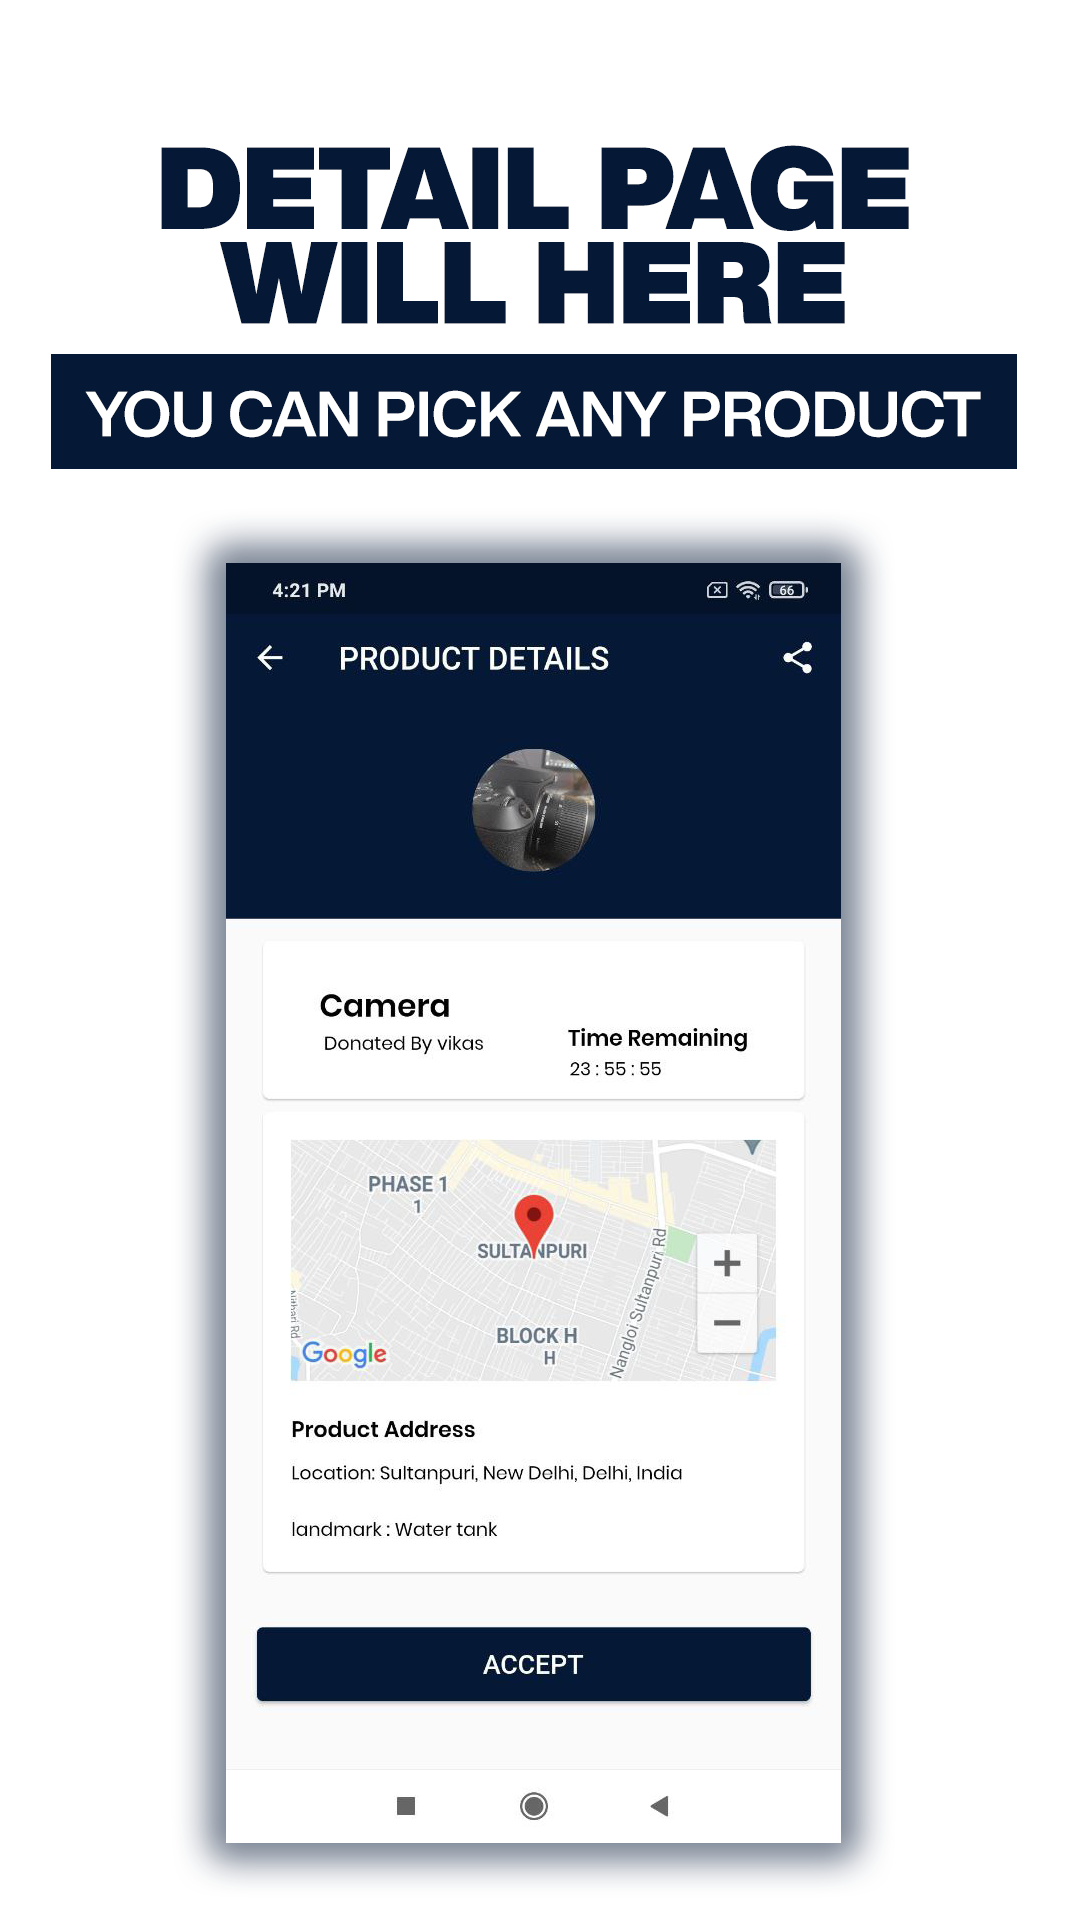 DETAIL PAGE
WILL HERE
YOU CAN PICK ANY PRODUCT
4:21 PM
66
PRODUCT DETAILS
Camera
Donated By vikas
Time Remaining
23 : 55 : 55
PHASE 1
1
SULTANPURI
Nangloi Sultanpuri Rd
Nithari Rd
BLOCK H
H
Google
Product Address
Location: Sultanpuri, New Delhi, Delhi, India
landmark : Water tank
ACCEPT